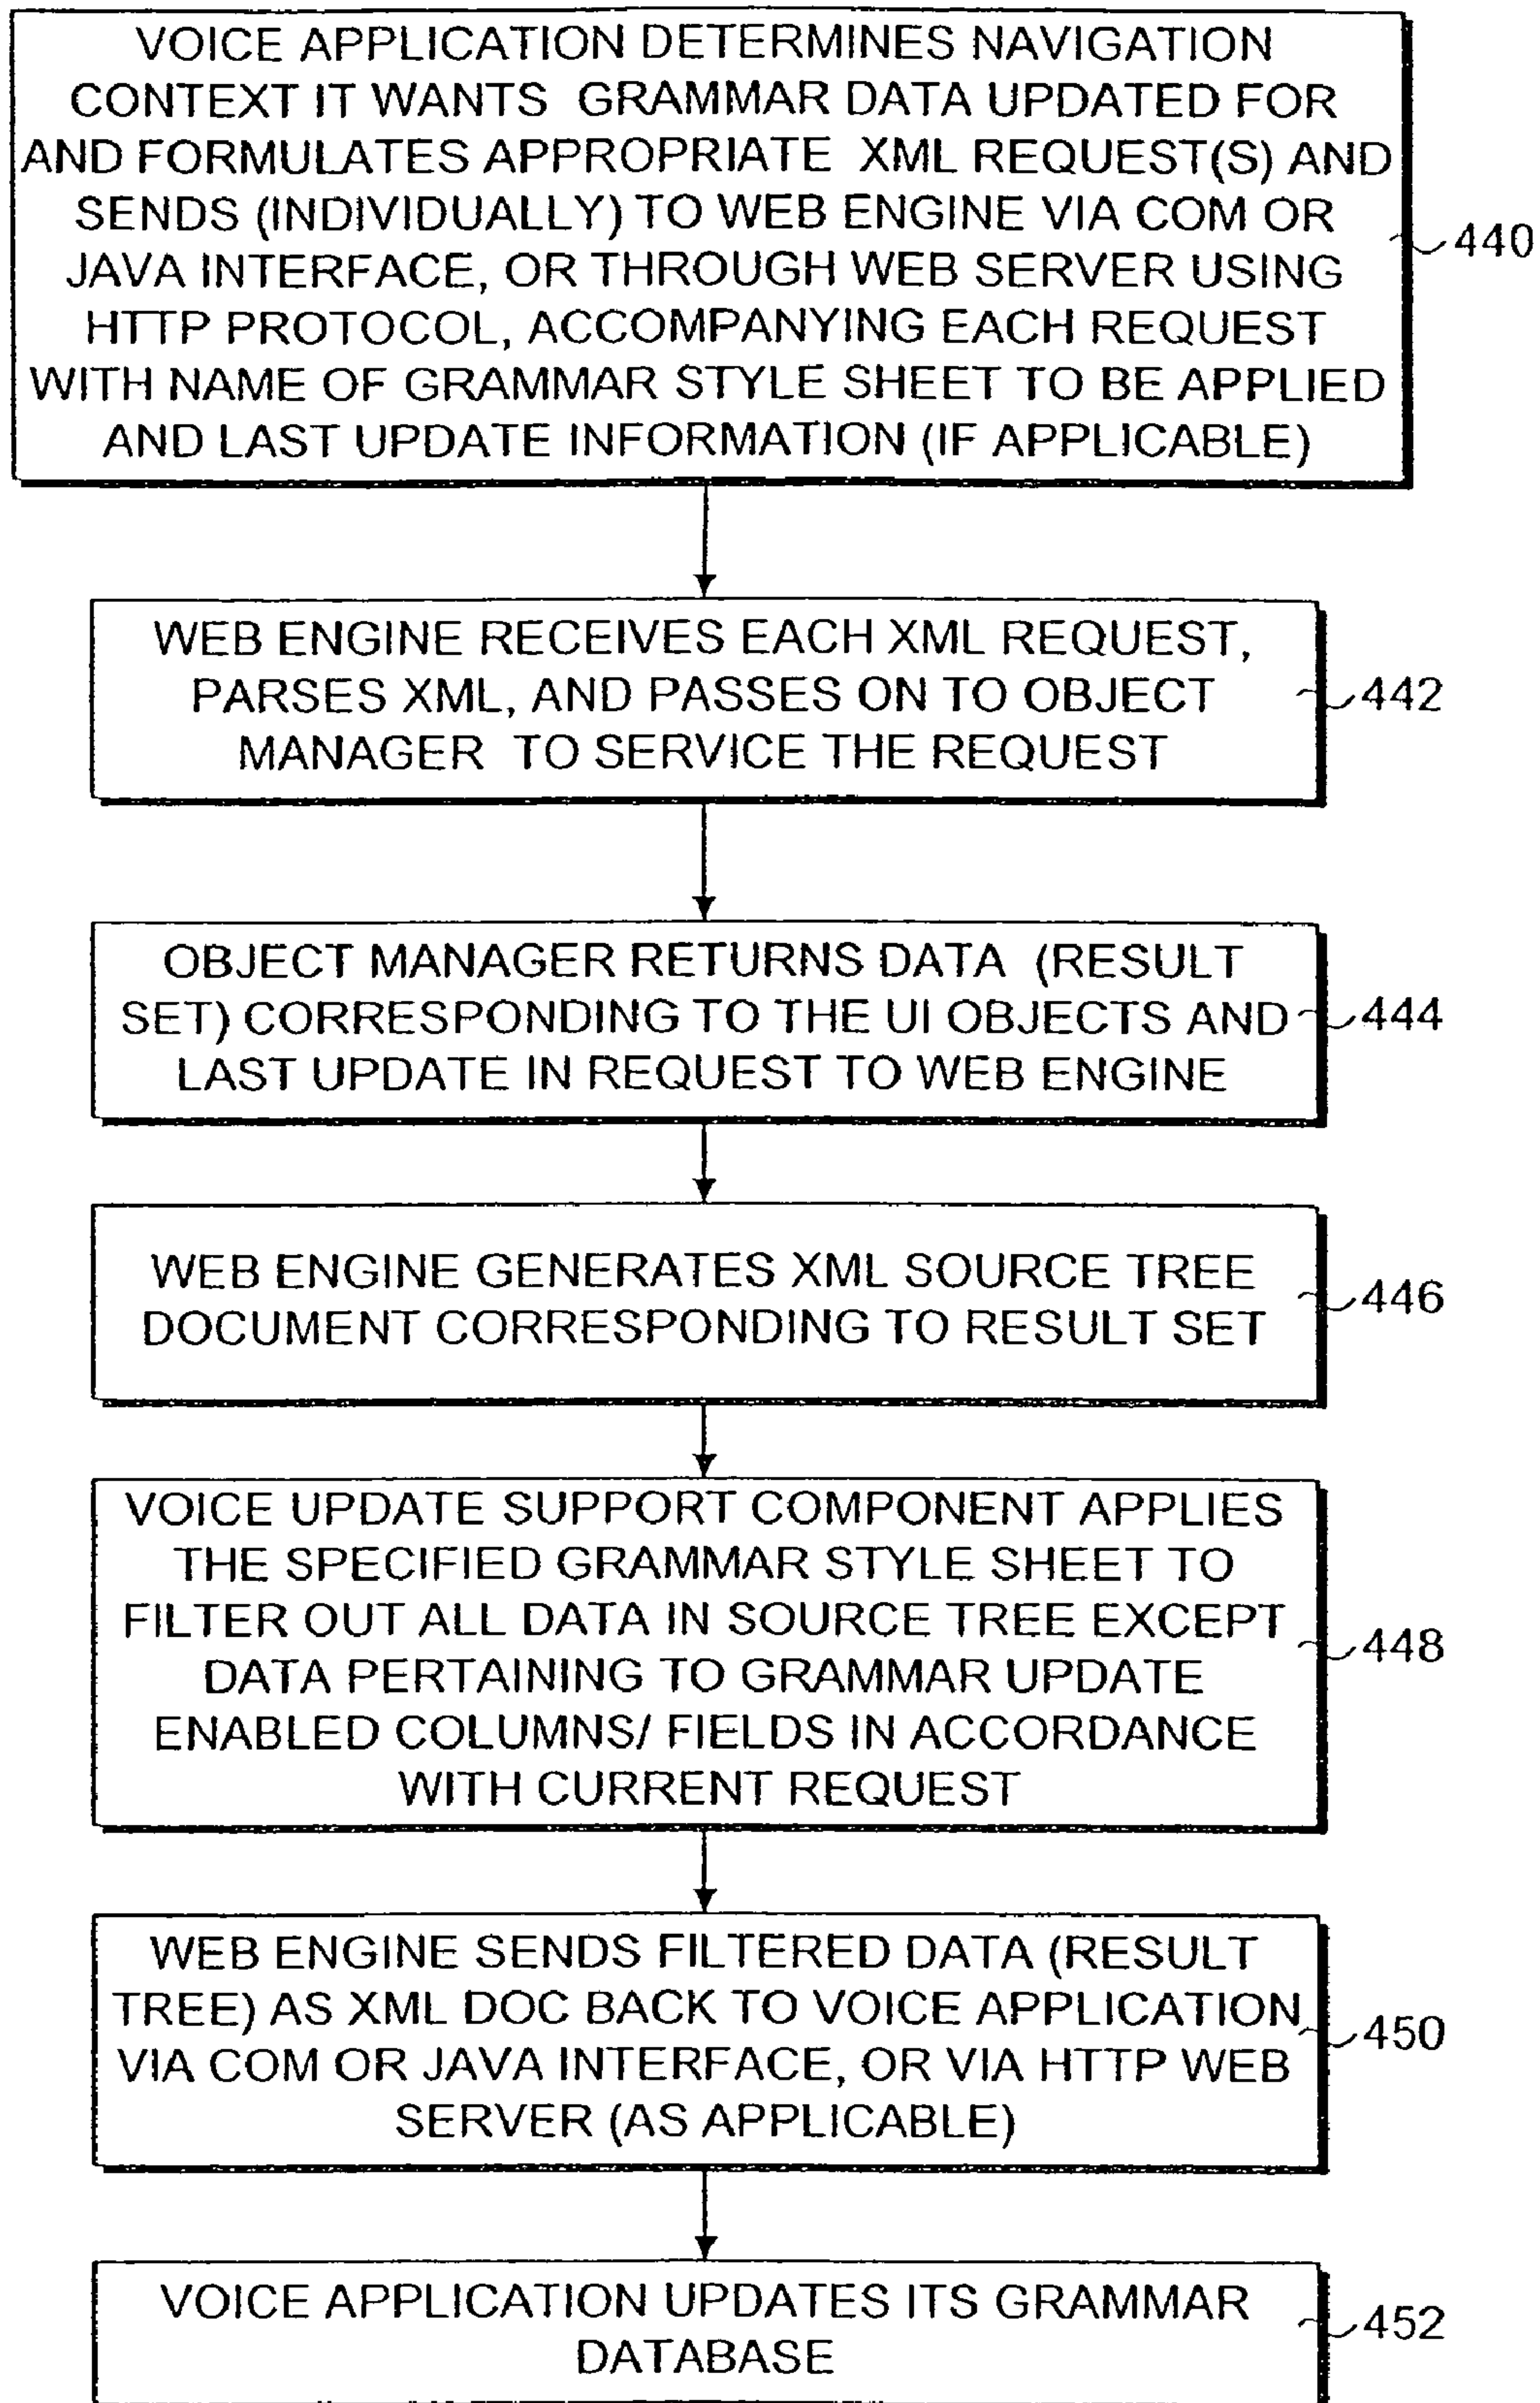 VOICE APPLICATION DETERMINES NAVIGATION
CONTEXT IT WANTS GRAMMAR DATA UPDATED FOR
AND FORMULATES APPROPRIATE XML REQUEST(S) AND
SENDS (INDIVIDUALLY) TO WEB ENGINE VIA COM OR
JAVA INTERFACE, OR THROUGH WEB SERVER USING
HTTP PROTOCOL, ACCOMPANYING EACH REQUEST
WITH NAME OF GRAMMAR STYLE SHEET TO BE APPLIED
AND LAST UPDATE INFORMATION (IF APPLICABLE)
440
WEB ENGINE RECEIVES EACH XML REQUEST,
PARSES XML, AND PASSES ON TO OBJECT
MANAGER TO SERVICE THE REQUEST
442
OBJECT MANAGER RETURNS DATA (RESULT
SET) CORRESPONDING TO THE UI OBJECTS AND
LAST UPDATE IN REQUEST TO WEB ENGINE
444
WEB ENGINE GENERATES XML SOURCE TREE
DOCUMENT CORRESPONDING TO RESULT SET
446
VOICE UPDATE SUPPORT COMPONENT APPLIES
THE SPECIFIED GRAMMAR STYLE SHEET TO
FILTER OUT ALL DATA IN SOURCE TREE EXCEPT
DATA PERTAINING TO GRAMMAR UPDATE
ENABLED COLUMNS/ FIELDS IN ACCORDANCE
WITH CURRENT REQUEST
448
WEB ENGINE SENDS FILTERED DATA (RESULT
TREE) AS XML DOC BACK TO VOICE APPLICATION
VIA COM OR JAVA INTERFACE, OR VIA HTTP WEB
SERVER (AS APPLICABLE)
450
VOICE APPLICATION UPDATES ITS GRAMMAR
DATABASE
452